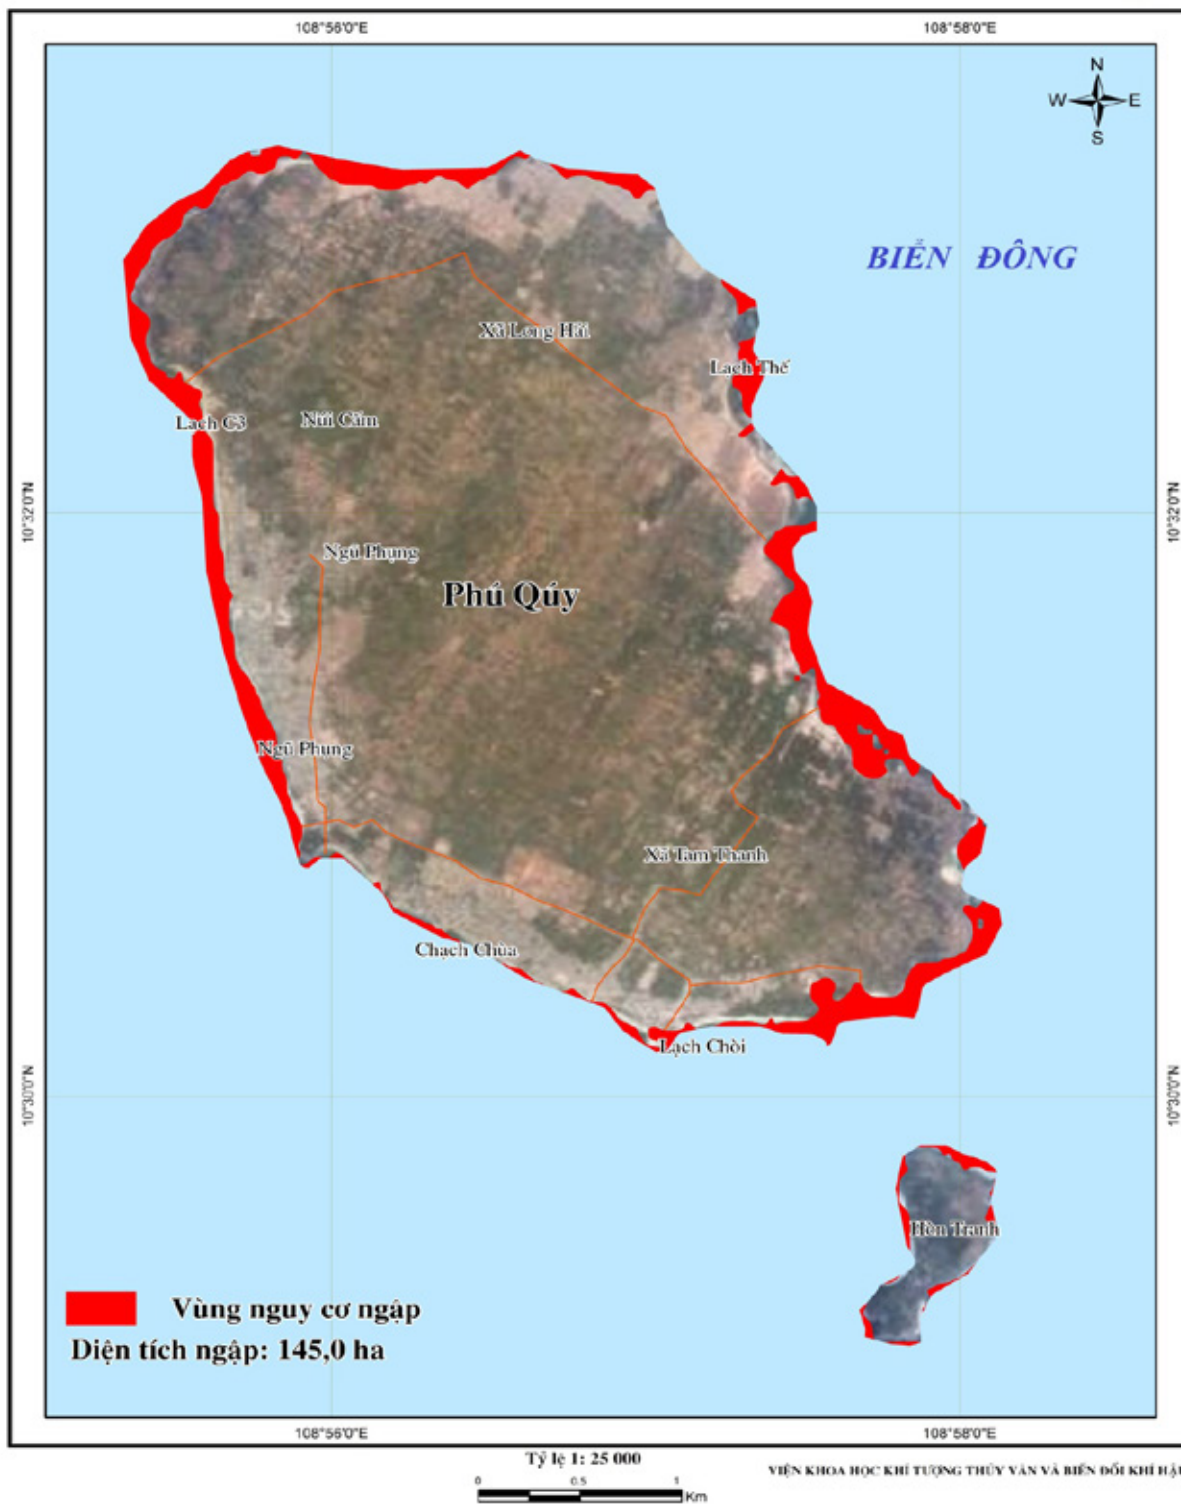 108°56'0"E
108°58'0"E
N
W
E
S
BIỂN ĐÔNG
Xã Long Hải
Lạch Thế
Lạch C3
Núi Cẩm
10°32'0"N
10°32'0"N
Ngũ Phụng
Phú Qúy
Ngũ Phụng
Xã Tam Thanh
Chạch Chùa
Lạch Chòi
10°30'0"N
10°30'0"N
Hèn Tranh
Vùng nguy cơ ngập
Diện tích ngập: 145,0 ha
108°56'0"E
108°58'0"E
Tỷ lệ 1: 25 000
0 0.5 1
Km
VIỆN KHOA HỌC KHÍ TƯỢNG THỦY VĂN VÀ BIẾN ĐỔI KHÍ HẬU